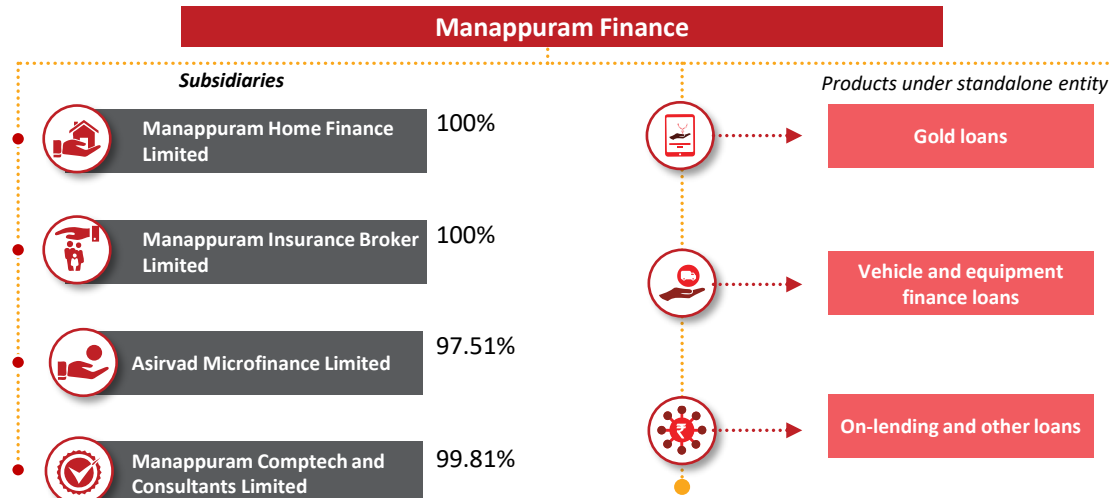 Manappuram Finance
Subsidiaries
Manappuram Home Finance
Limited
100%
Manappuram Insurance Broker
Limited
100%
Asirvad Microfinance Limited
97.51%
Manappuram Comptech and
Consultants Limited
99.81%
Products under standalone entity
Gold loans
Vehicle and equipment
finance loans
₹
On-lending and other loans